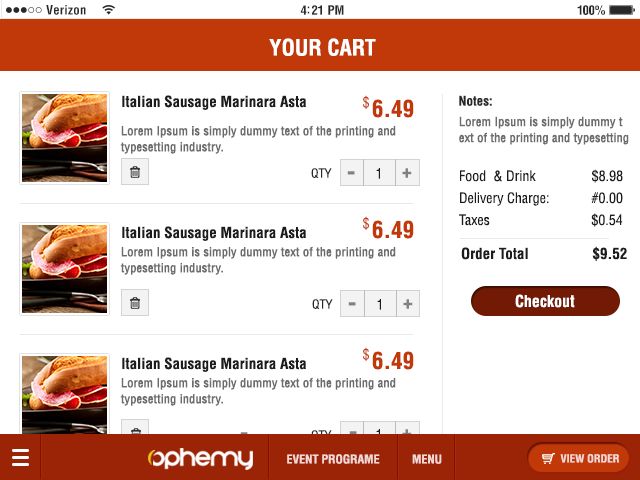 Verizon 4:21 PM 100%
YOUR CART
Italian Sausage Marinara Asta $6.49
Lorem Ipsum is simply dummy text of the printing and
typesetting industry.
QTY - 1 +
Italian Sausage Marinara Asta $6.49
Lorem Ipsum is simply dummy text of the printing and
typesetting industry.
QTY - 1 +
Italian Sausage Marinara Asta $6.49
Lorem Ipsum is simply dummy text of the printing and
typesetting industry.
QTY 1
Notes:
Lorem Ipsum is simply dummy t
ext of the printing and typesetting
Food & Drink $8.98
Delivery Charge: #0.00
Taxes $0.54
Order Total $9.52
Checkout
ophemy EVENT PROGRAME MENU VIEW ORDER